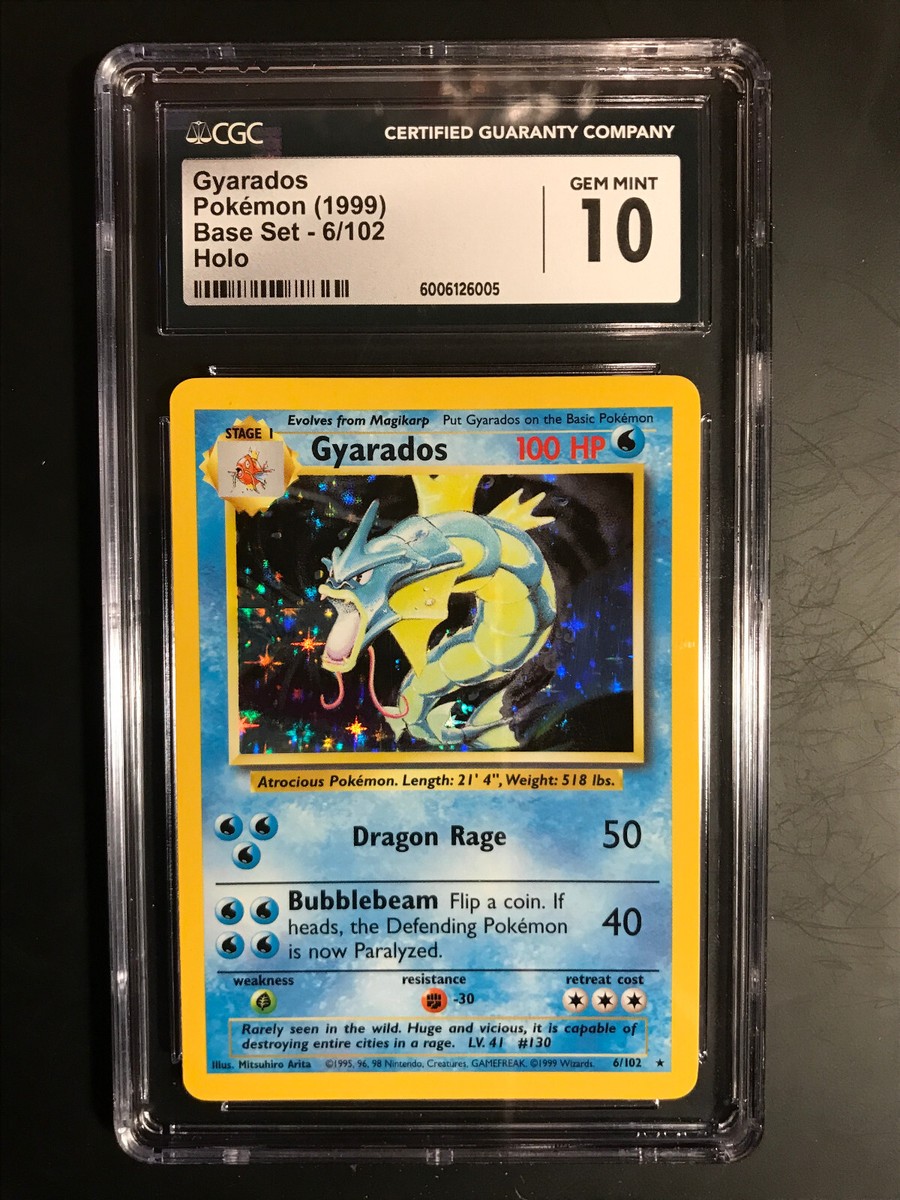 CGC
CERTIFIED GUARANTY COMPANY
Gyarados
Pokémon (1999)
Base Set - 6/102
Holo
6006126005
GEM MINT
10
Evolves from Magikarp Put Gyarados on the Basic Pokémon
STAGE 1
Gyarados 100 HP
Atrocious Pokémon. Length: 21' 4", Weight: 518 lbs.
Dragon Rage 50
Bubblebeam Flip a coin. If
heads, the Defending Pokémon
is now Paralyzed.
40
weakness resistance retreat cost
-30
Rarely seen in the wild. Huge and vicious, it is capable of
destroying entire cities in a rage. LV. 41 #130
Illus. Mitsuhiro Arita ©1995, 96, 98 Nintendo, Creatures, GAMEFREAK. ©1999 Wizards. 6/102 ★